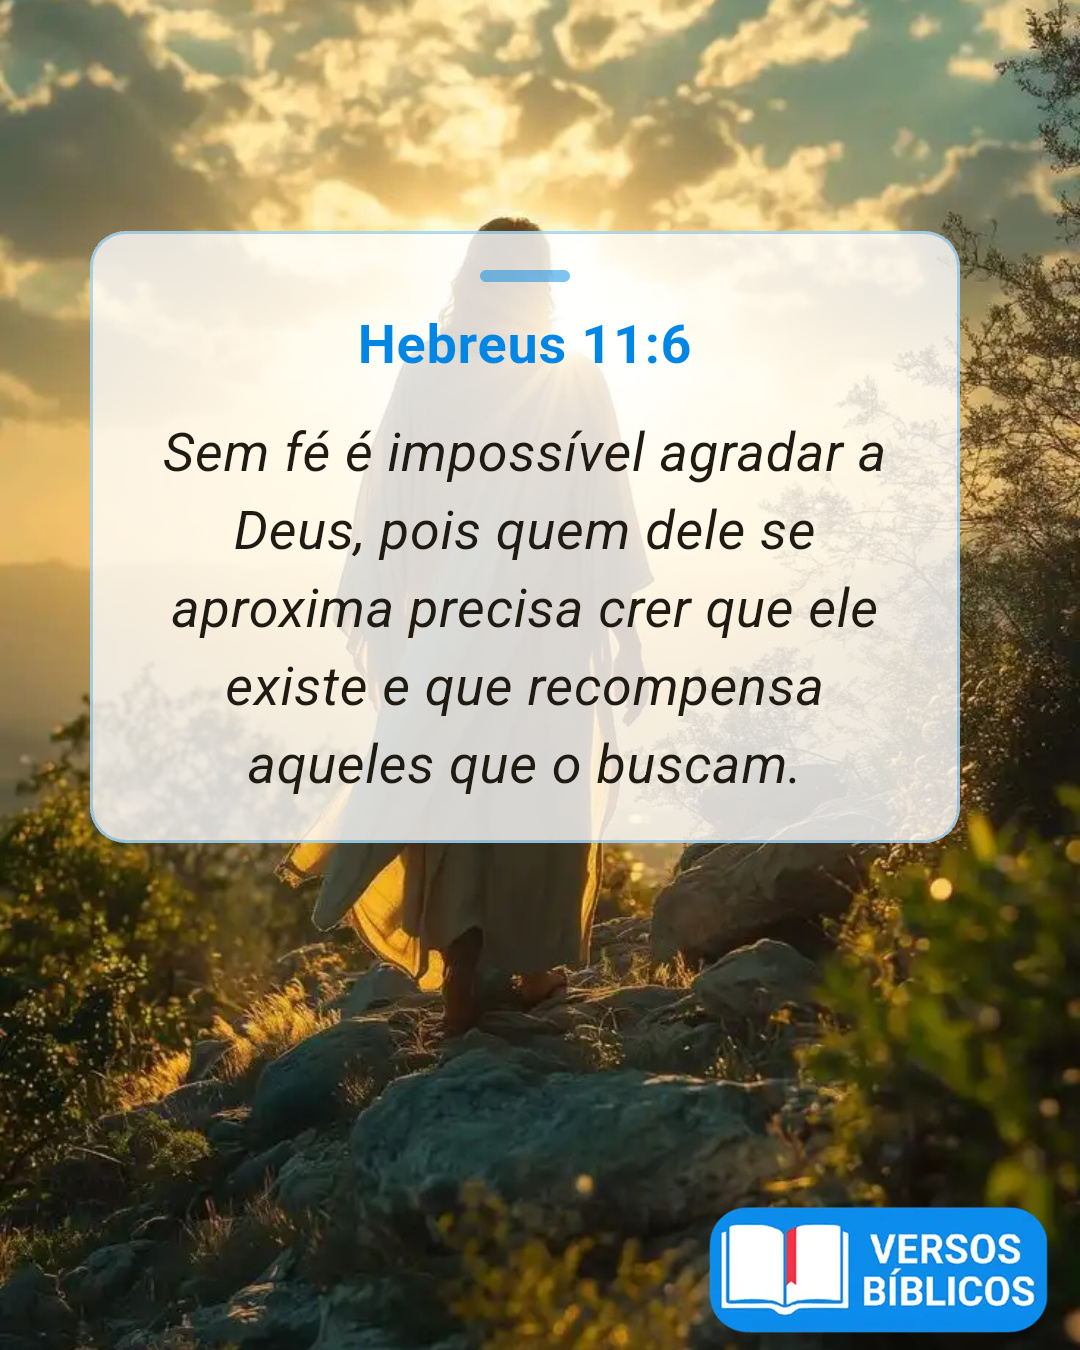 Hebreus 11:6
Sem fé é impossível agradar a
Deus, pois quem dele se
aproxima precisa crer que ele
existe e que recompensa
aqueles que o buscam.
VERSOS
BÍBLICOS